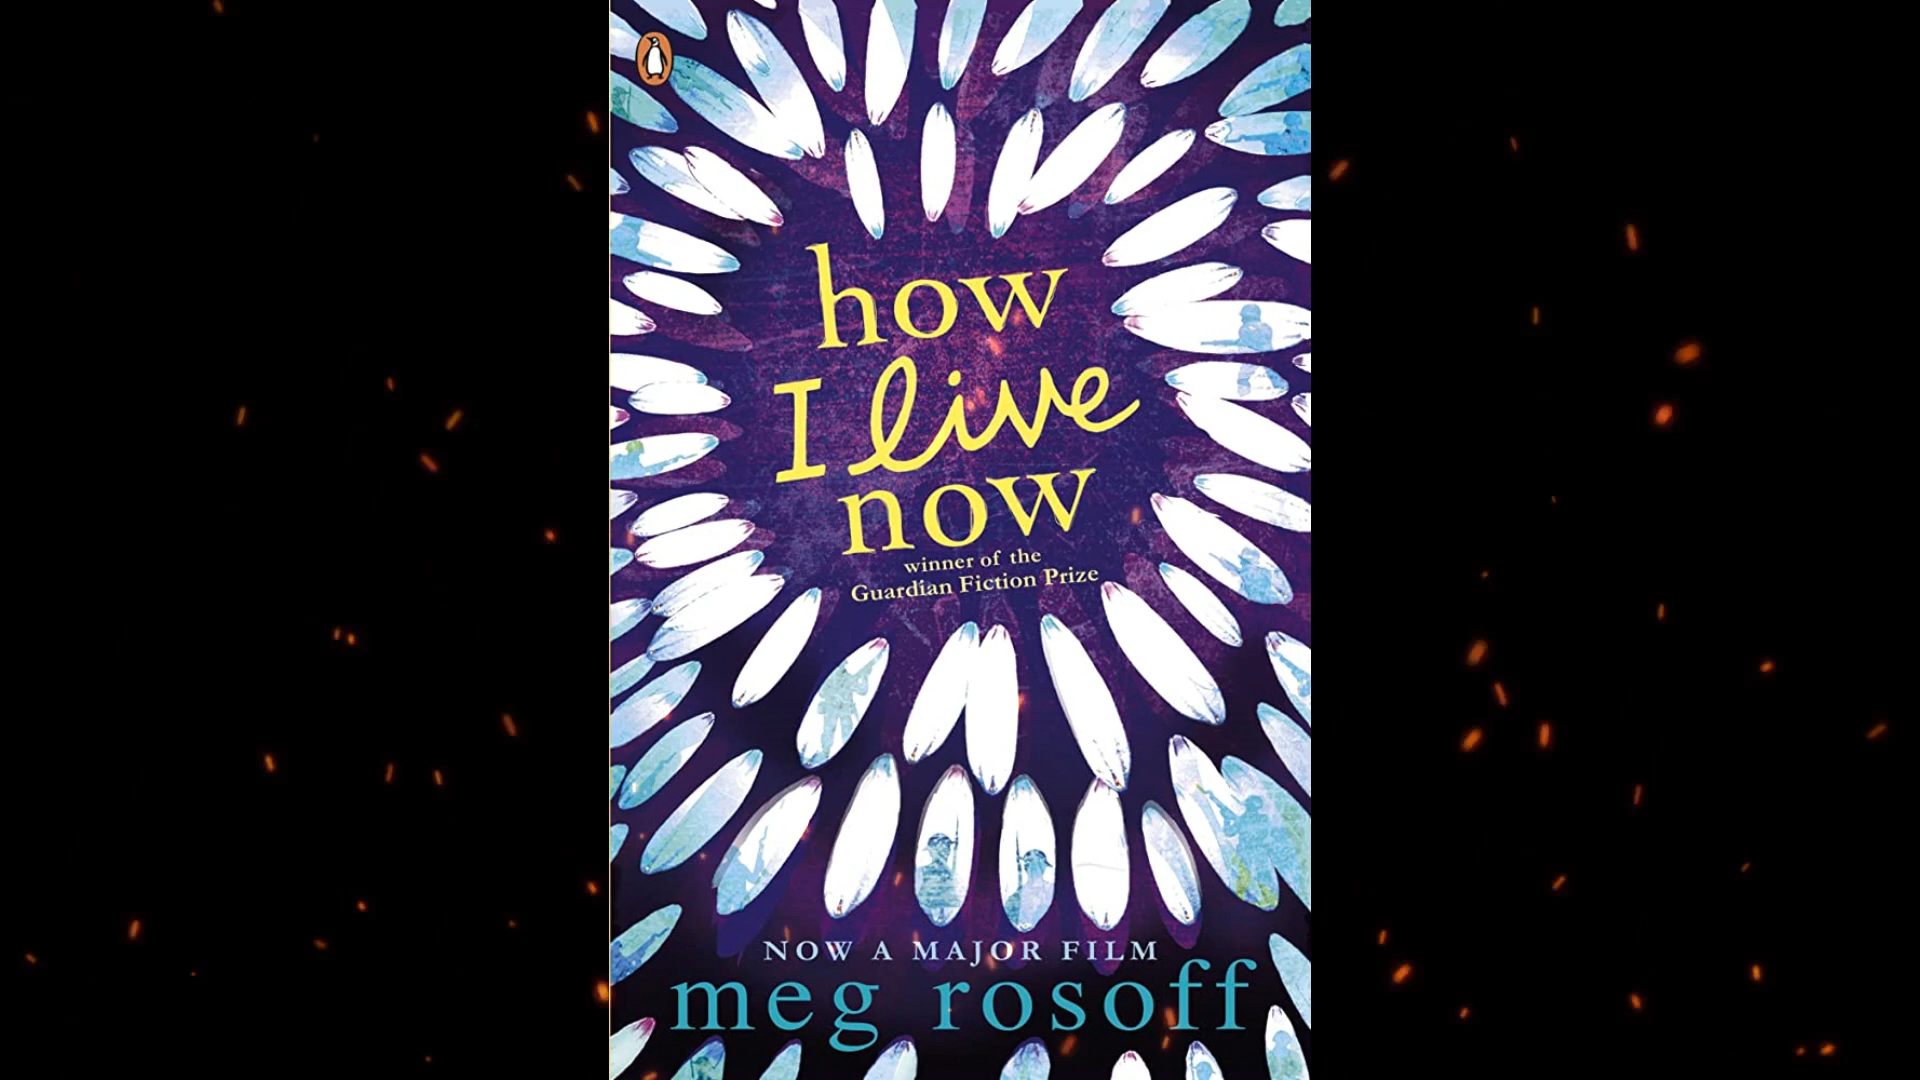 how
I live
now
winner of the
Guardian Fiction Prize
NOW A MAJOR FILM
meg rosoff